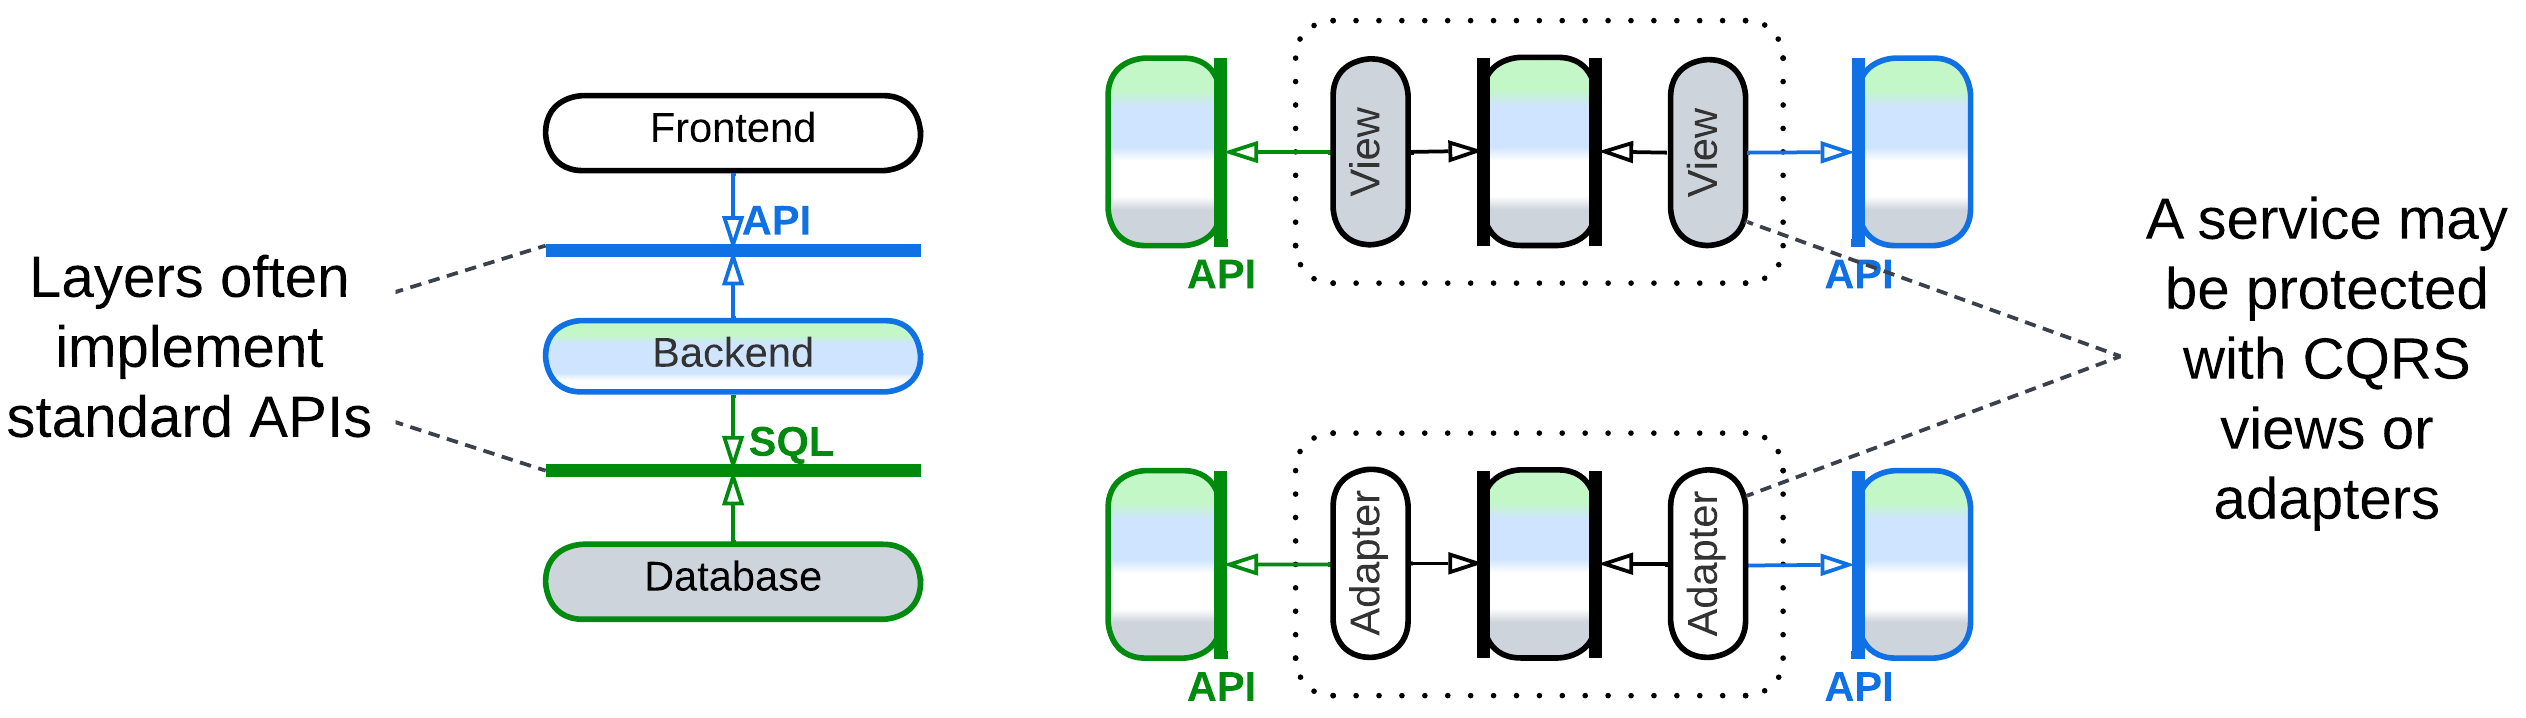 Layers often
implement
standard APIs
Frontend
API
Backend
SQL
Database
View
View
API
API
Adapter
Adapter
API
API
A service may
be protected
with CQRS
views or
adapters